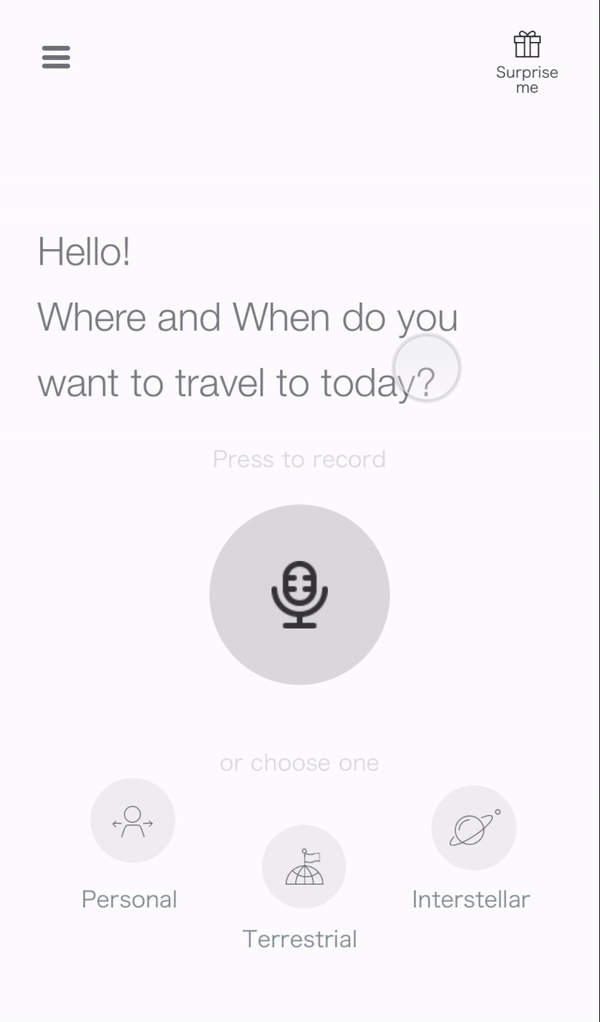 Surprise
me
Hello!
Where and When do you
want to travel to today?
Press to record
or choose one
Personal
Interstellar
Terrestrial